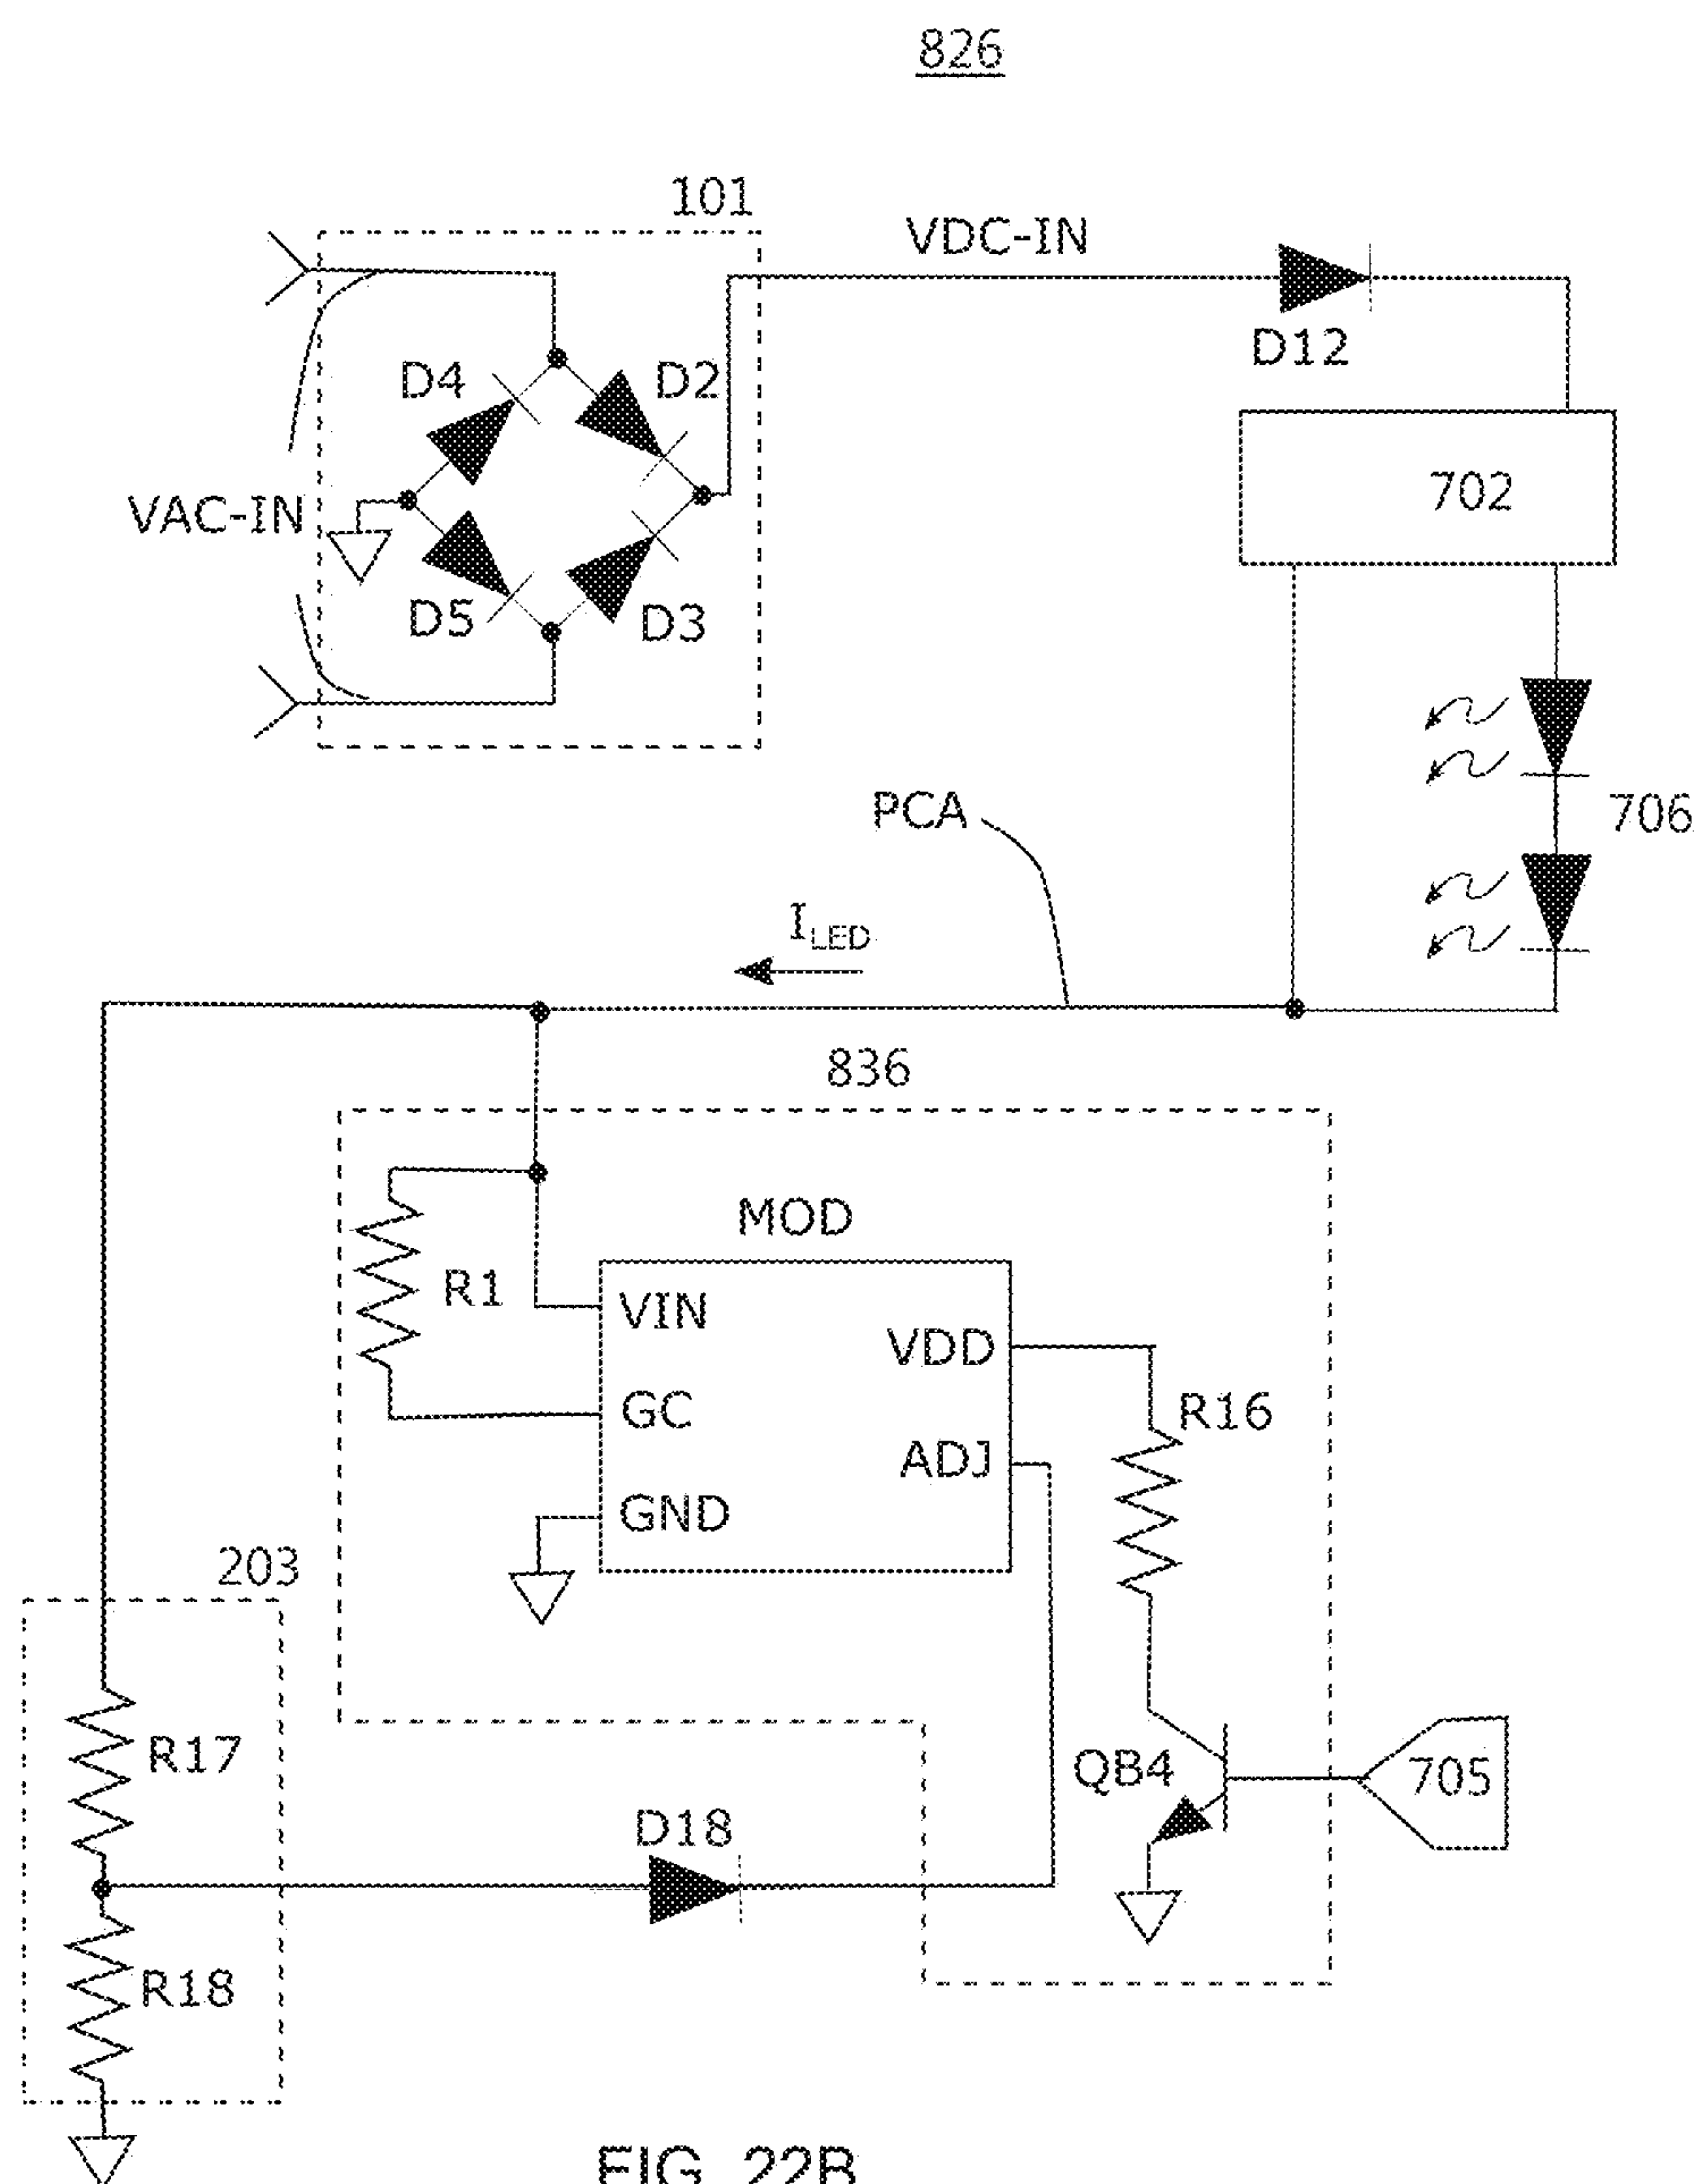 826
101
VDC-IN
D12
D4
D2
702
VAC-IN
D5
D3
706
PCA
I LED
836
MOD
R1
VIN
VDD
GC
R16
ADJ
GND
203
R17
QB4
705
D18
R18
FIG. 22B